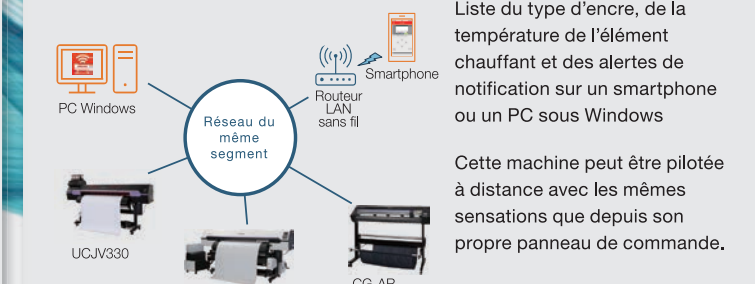 PC Windows
Smartphone
Routeur
LAN
sans fil
Réseau du
même
segment
UCJV330
CG-AR
Liste du type d'encre, de la
température de l'élément
chauffant et des alertes de
notification sur un smartphone
ou un PC sous Windows
Cette machine peut être pilotée
à distance avec les mêmes
sensations que depuis son
propre panneau de commande.